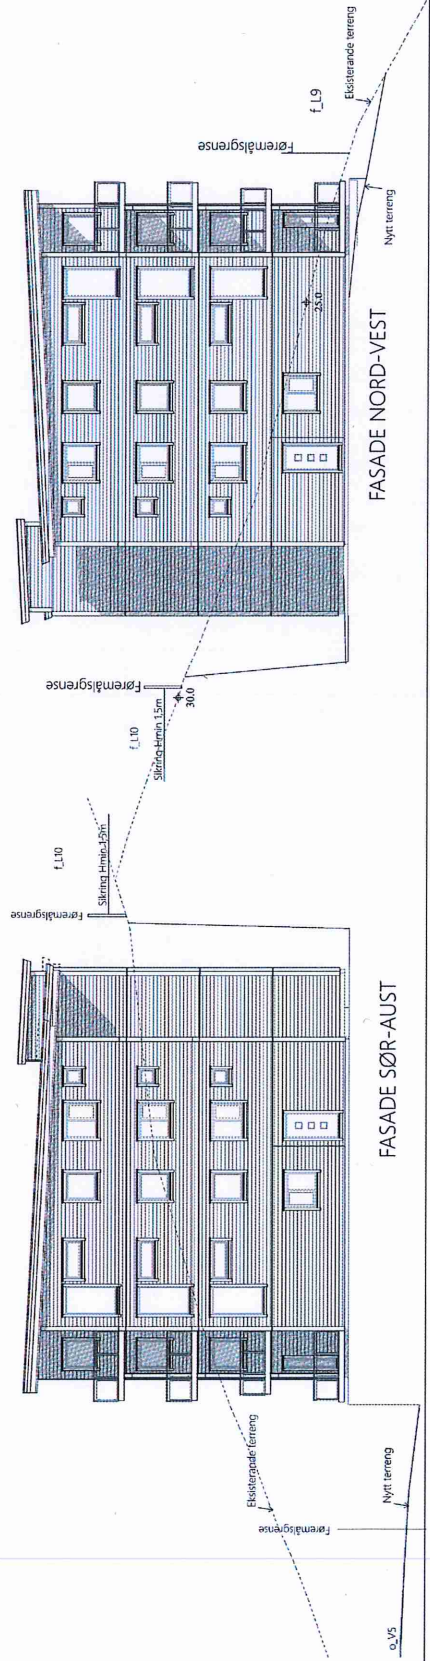 Føremålsgrense
f_L10
Sikring Hmin 1,5m
Eksisterande terreng
Føremålsgrense
Nytt terreng
o_V5
FASADE SØR-AUST
Føremålsgrense
f_L10
Sikring Hmin 1,5m
30.0
25.0
Føremålsgrense
f_L9
Eksisterande terreng
Nytt terreng
FASADE NORD-VEST